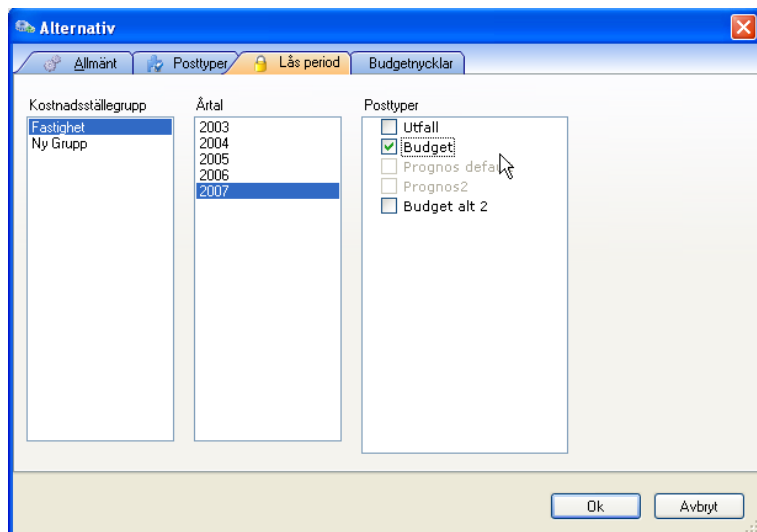 Alternativ
Allmänt
Posttyper
Lås period
Budgetnycklar
Kostnadsställegrupp
Fastighet
Ny Grupp
Årtal
2003
2004
2005
2006
2007
Posttyper
Utfall
Budget
Prognos
Prognos2
Budget alt 2
Ok
Avbryt